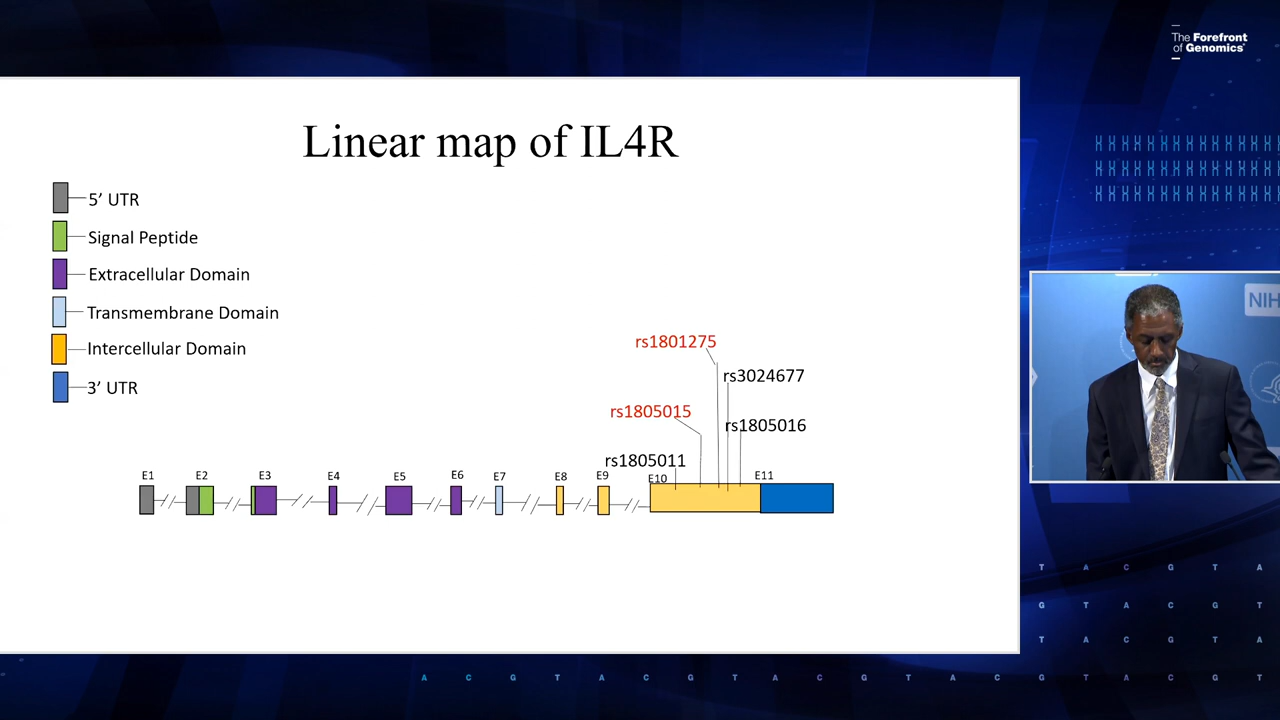 The Forefront
of Genomics
Linear map of IL4R
5’ UTR
Signal Peptide
Extracellular Domain
Transmembrane Domain
Intercellular Domain
3’ UTR
rs1801275
rs3024677
rs1805015
rs1805016
rs1805011
E1
E2
E3
E4
E5
E6
E7
E8
E9
E10
E11
NIH
T A C G T A
G T A C G T
T A C G T A
A C G T A C G T A C G T A C G T A C G T